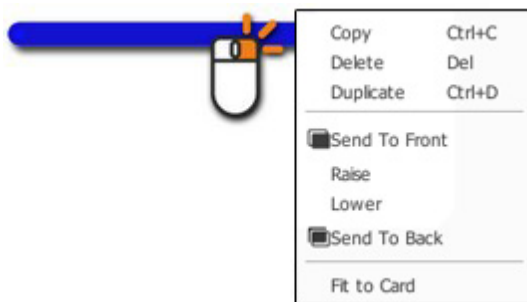 Copy Ctrl+C
Delete Del
Duplicate Ctrl+D
Send To Front
Raise
Lower
Send To Back
Fit to Card